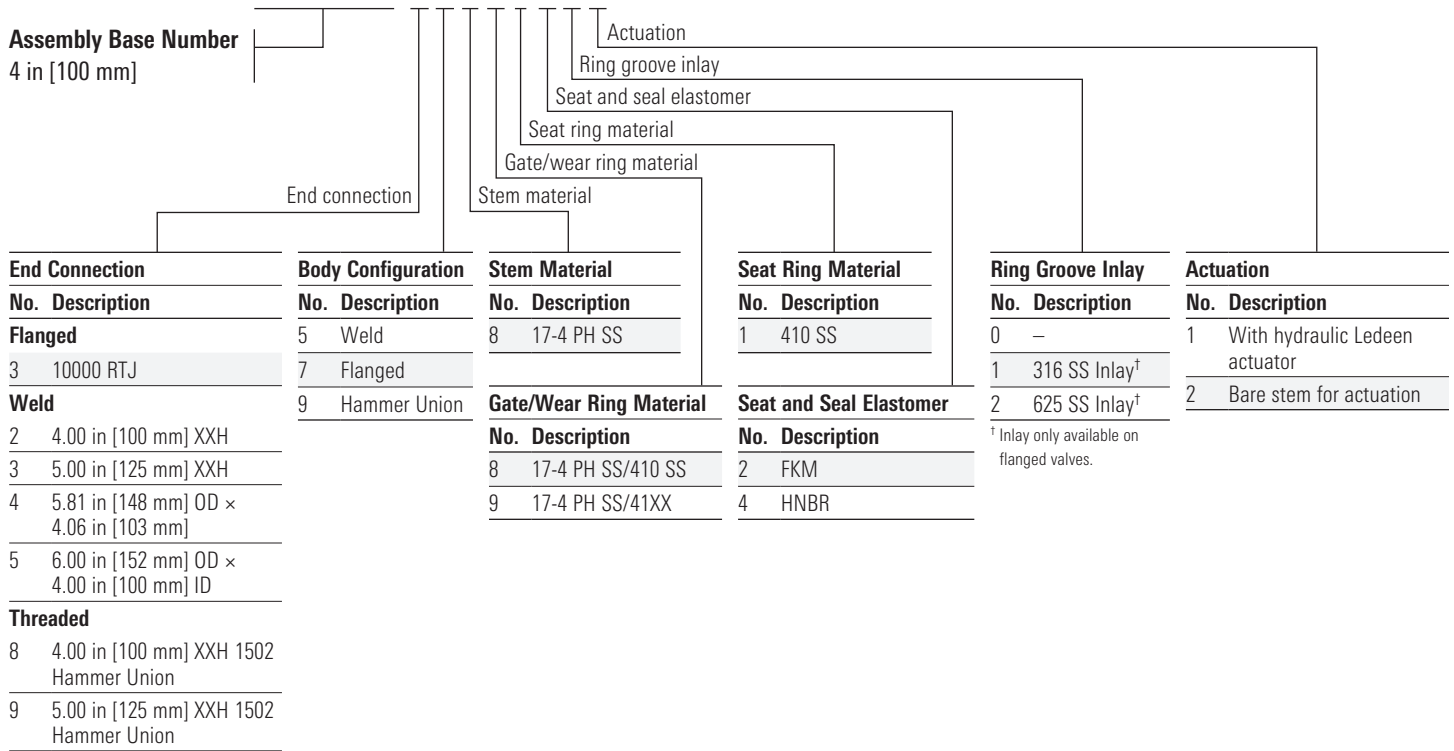 Assembly Base Number
4 in [100 mm]
Actuation
Ring groove inlay
Seat and seal elastomer
Seat ring material
Gate/wear ring material
End connection
Stem material
End Connection
No. Description
Flanged
3 10000 RTJ
Weld
2 4.00 in [100 mm] XXH
3 5.00 in [125 mm] XXH
4 5.81 in [148 mm] OD ×
4.06 in [103 mm]
5 6.00 in [152 mm] OD ×
4.00 in [100 mm] ID
Threaded
8 4.00 in [100 mm] XXH 1502
Hammer Union
9 5.00 in [125 mm] XXH 1502
Hammer Union
Body Configuration
No. Description
5 Weld
7 Flanged
9 Hammer Union
Stem Material
No. Description
8 17-4 PH SS
Gate/Wear Ring Material
No. Description
8 17-4 PH SS/410 SS
9 17-4 PH SS/41XX
Seat Ring Material
No. Description
1 410 SS
Seat and Seal Elastomer
No. Description
2 FKM
4 HNBR
Ring Groove Inlay
No. Description
0 –
1 316 SS Inlay†
2 625 SS Inlay†
† Inlay only available on
flanged valves.
Actuation
No. Description
1 With hydraulic Ledeen
actuator
2 Bare stem for actuation